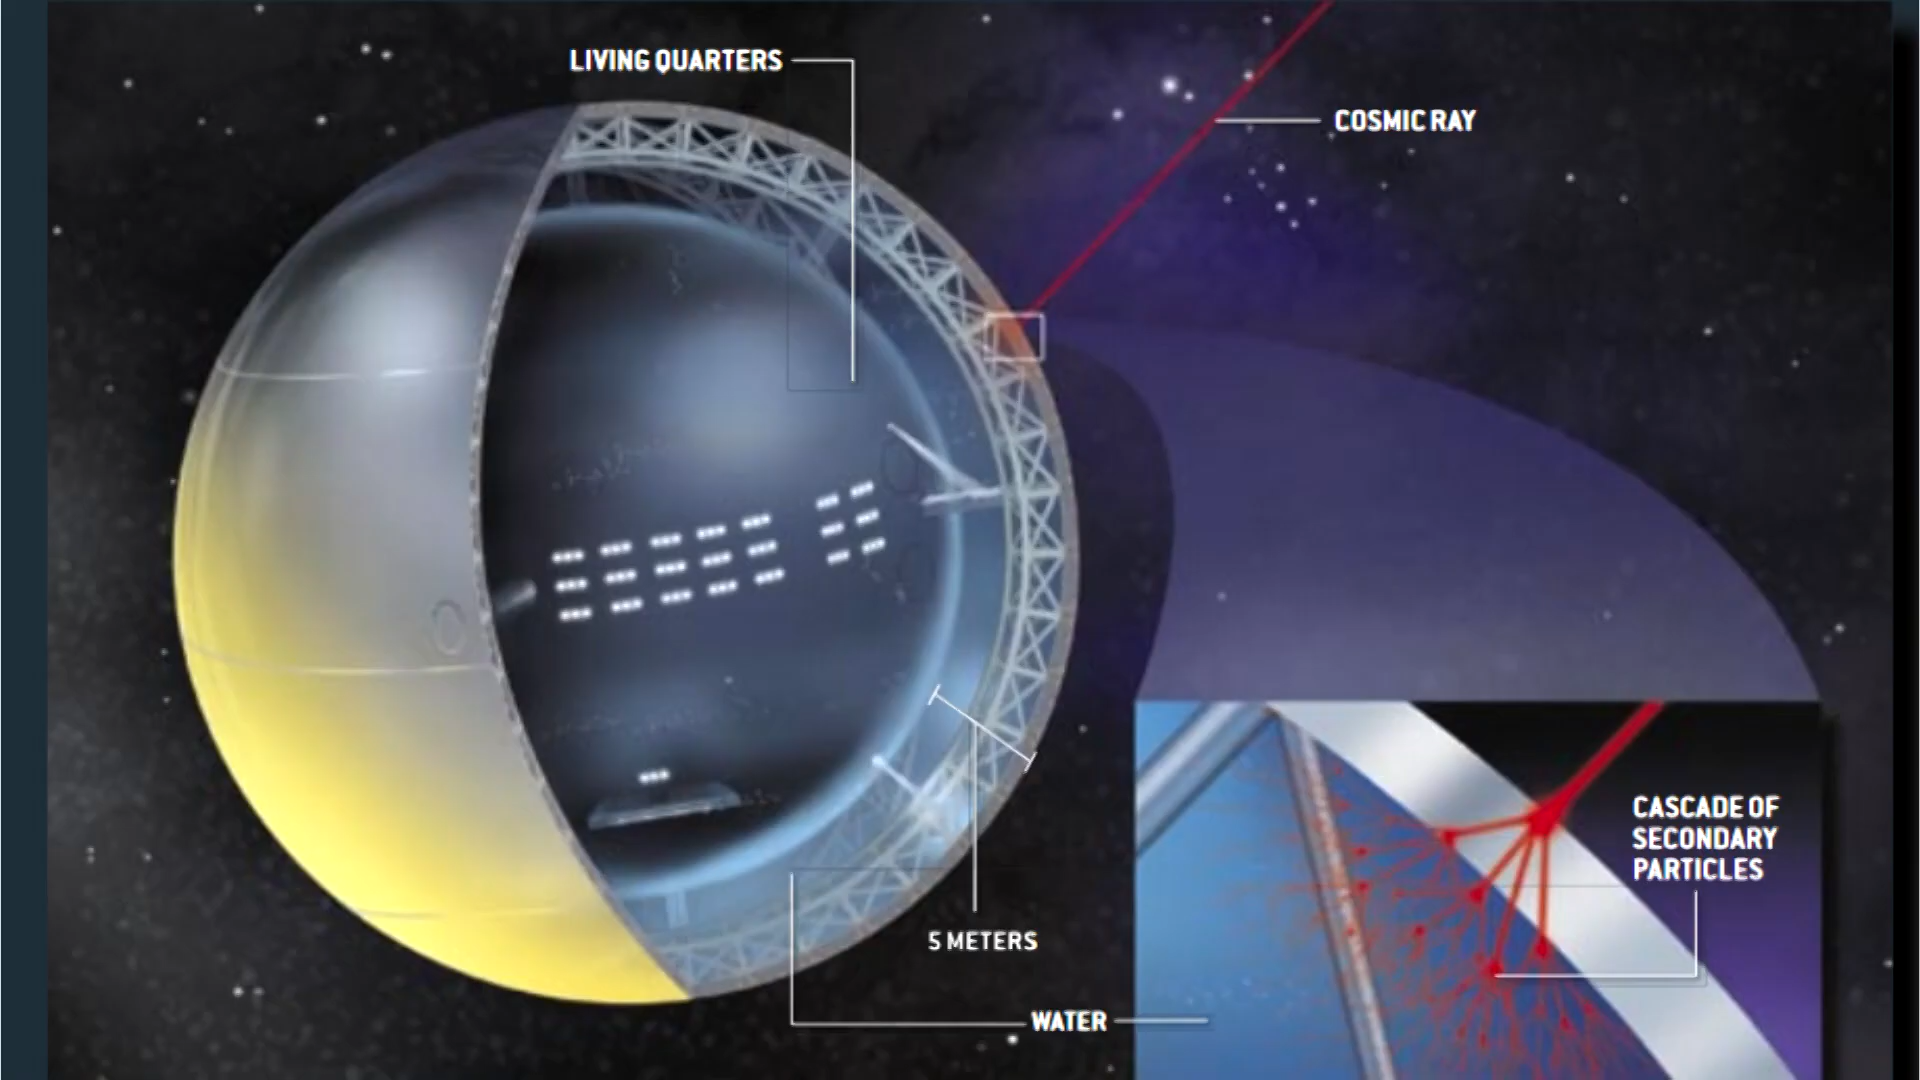 LIVING QUARTERS
COSMIC RAY
CASCADE OF
SECONDARY
PARTICLES
5 METERS
WATER